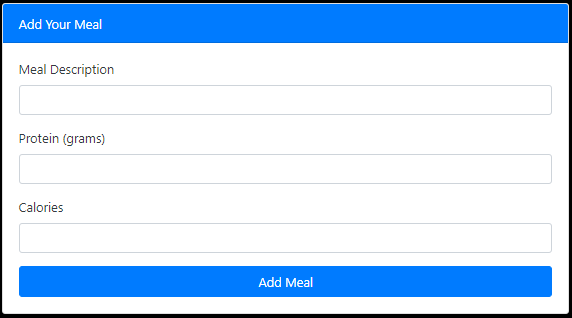 Add Your Meal
Meal Description
Protein (grams)
Calories
Add Meal